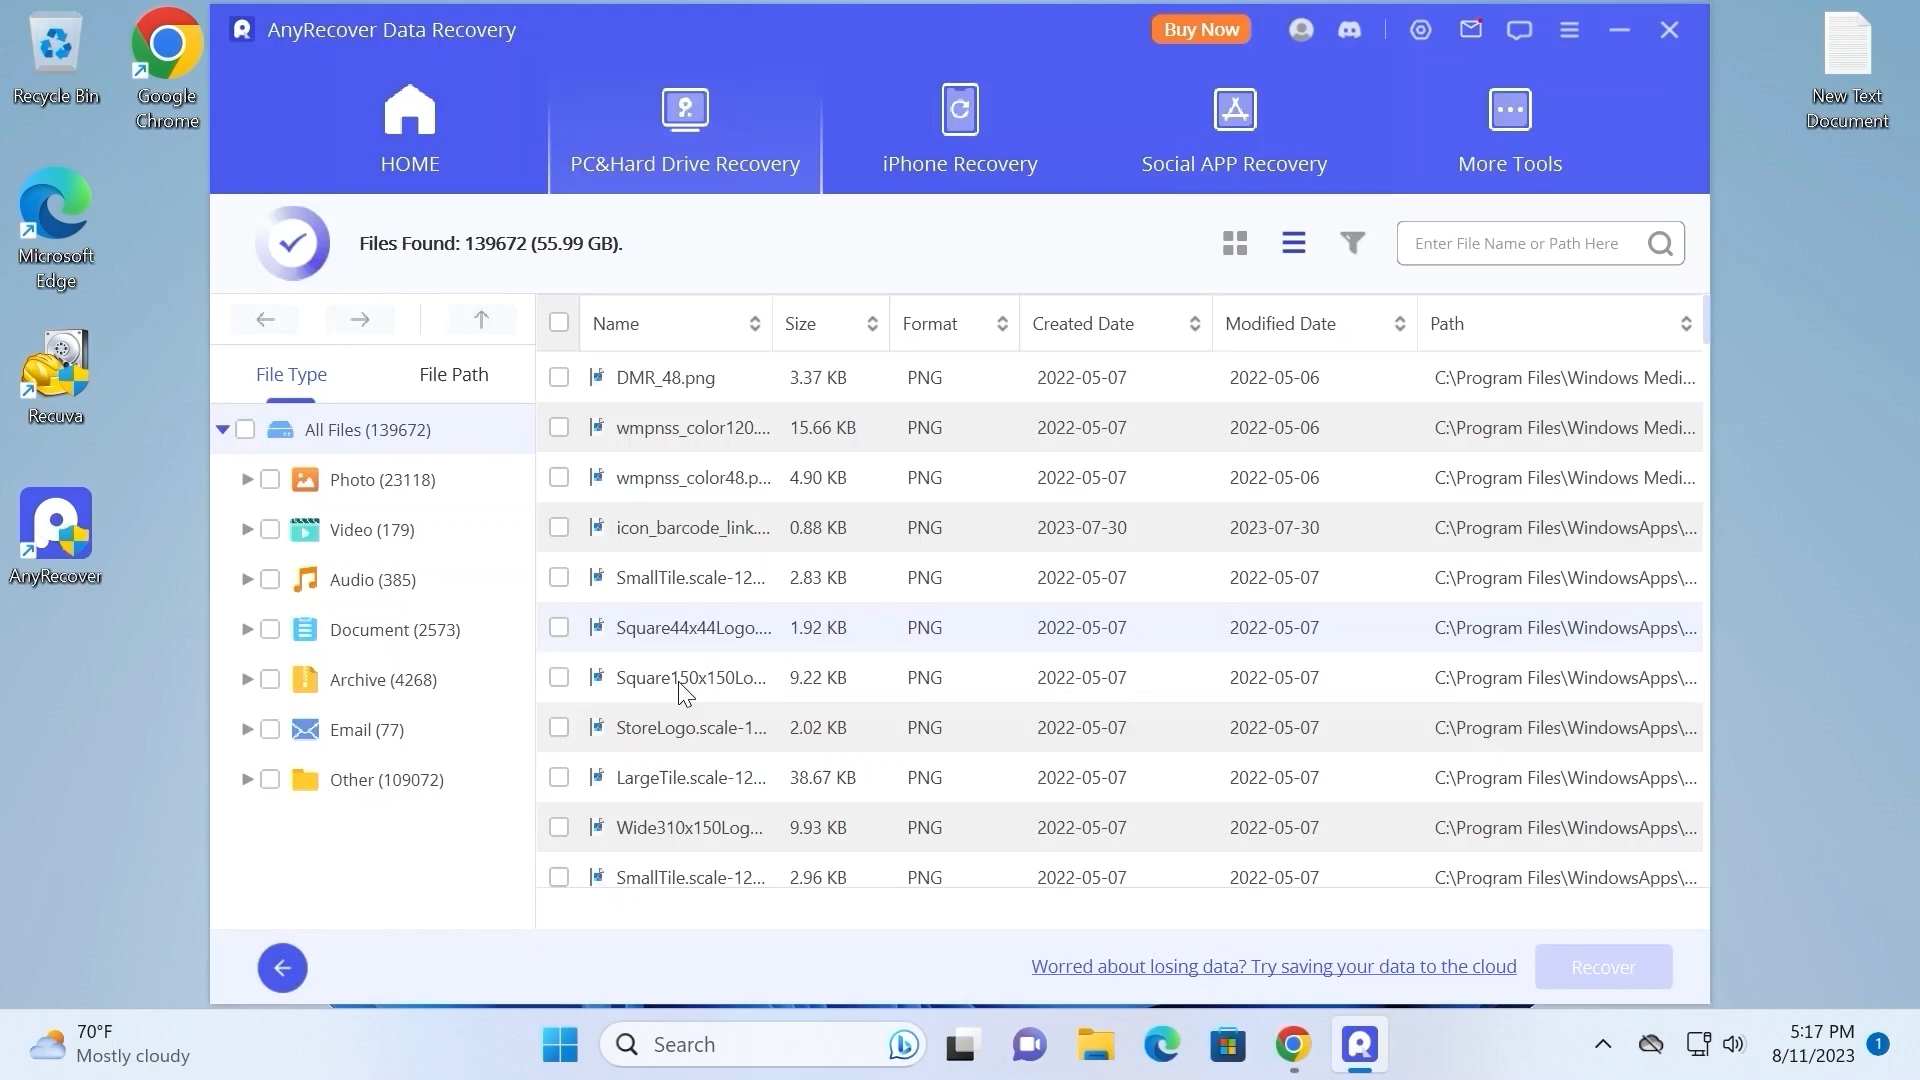 Recycle Bin
Google
Chrome
Microsoft
Edge
Recuva
AnyRecover
New Text
Document
AnyRecover Data Recovery
Buy Now
HOME
PC&Hard Drive Recovery
iPhone Recovery
Social APP Recovery
More Tools
Files Found: 139672 (55.99 GB).
Enter File Name or Path Here
File Type File Path
All Files (139672)
Photo (23118)
Video (179)
Audio (385)
Document (2573)
Archive (4268)
Email (77)
Other (109072)
Name Size Format Created Date Modified Date Path
DMR_48.png 3.37 KB PNG 2022-05-07 2022-05-06 C:\Program Files\Windows Medi...
wmpnss_color120.... 15.66 KB PNG 2022-05-07 2022-05-06 C:\Program Files\Windows Medi...
wmpnss_color48.p... 4.90 KB PNG 2022-05-07 2022-05-06 C:\Program Files\Windows Medi...
icon_barcode_link.... 0.88 KB PNG 2023-07-30 2023-07-30 C:\Program Files\WindowsApps\...
SmallTile.scale-12... 2.83 KB PNG 2022-05-07 2022-05-07 C:\Program Files\WindowsApps\...
Square44x44Logo.... 1.92 KB PNG 2022-05-07 2022-05-07 C:\Program Files\WindowsApps\...
Square150x150Lo... 9.22 KB PNG 2022-05-07 2022-05-07 C:\Program Files\WindowsApps\...
StoreLogo.scale-1... 2.02 KB PNG 2022-05-07 2022-05-07 C:\Program Files\WindowsApps\...
LargeTile.scale-12... 38.67 KB PNG 2022-05-07 2022-05-07 C:\Program Files\WindowsApps\...
Wide310x150Log... 9.93 KB PNG 2022-05-07 2022-05-07 C:\Program Files\WindowsApps\...
SmallTile.scale-12... 2.96 KB PNG 2022-05-07 2022-05-07 C:\Program Files\WindowsApps\...
Worred about losing data? Try saving your data to the cloud
Recover
70°F
Mostly cloudy
Search
5:17 PM
8/11/2023
1